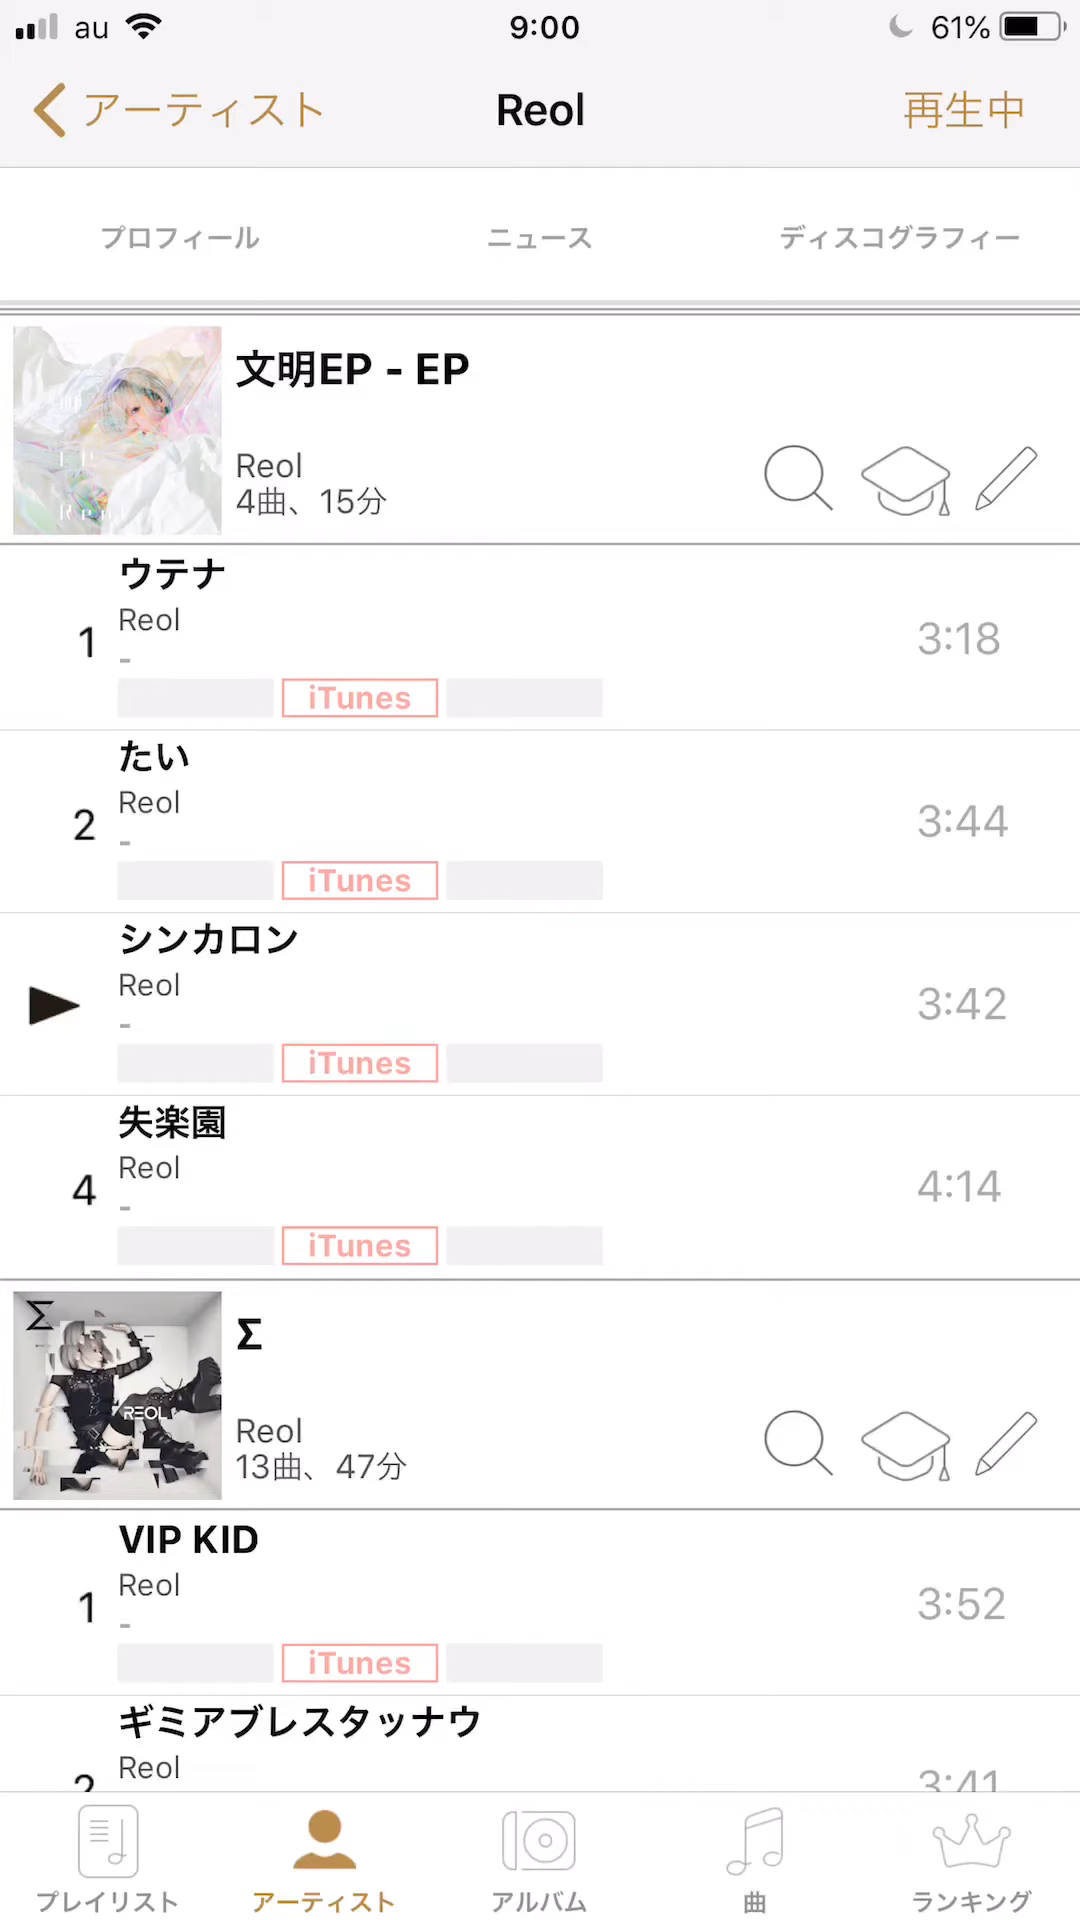 au 9:00 61%
アーティスト Reol 再生中
プロフィール ニュース ディスコグラフィー
文明EP - EP
Reol
4曲、15分
ウテナ
Reol
1 3:18
-
iTunes
たい
Reol
2 3:44
-
iTunes
シンカロン
Reol
3:42
-
iTunes
失楽園
Reol
4 4:14
-
iTunes
Σ
REOL
Reol
13曲、47分
VIP KID
Reol
1 3:52
-
iTunes
ギミアブレスタッナウ
Reol
2 3:41
プレイリスト アーティスト アルバム 曲 ランキング